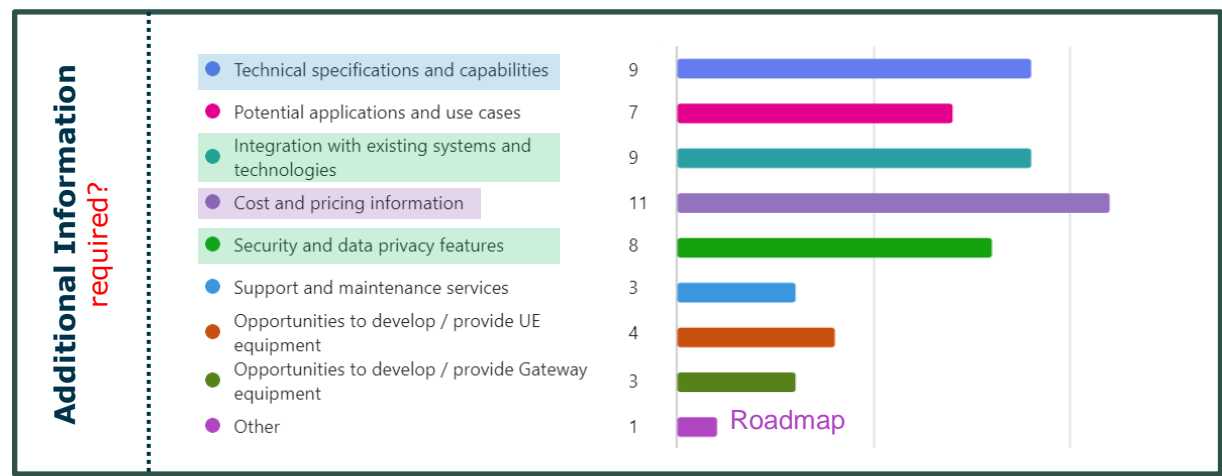 Additional Information
required?
Technical specifications and capabilities 9
Potential applications and use cases 7
Integration with existing systems and
technologies 9
Cost and pricing information 11
Security and data privacy features 8
Support and maintenance services 3
Opportunities to develop / provide UE
equipment 4
Opportunities to develop / provide Gateway
equipment 3
Other 1 Roadmap